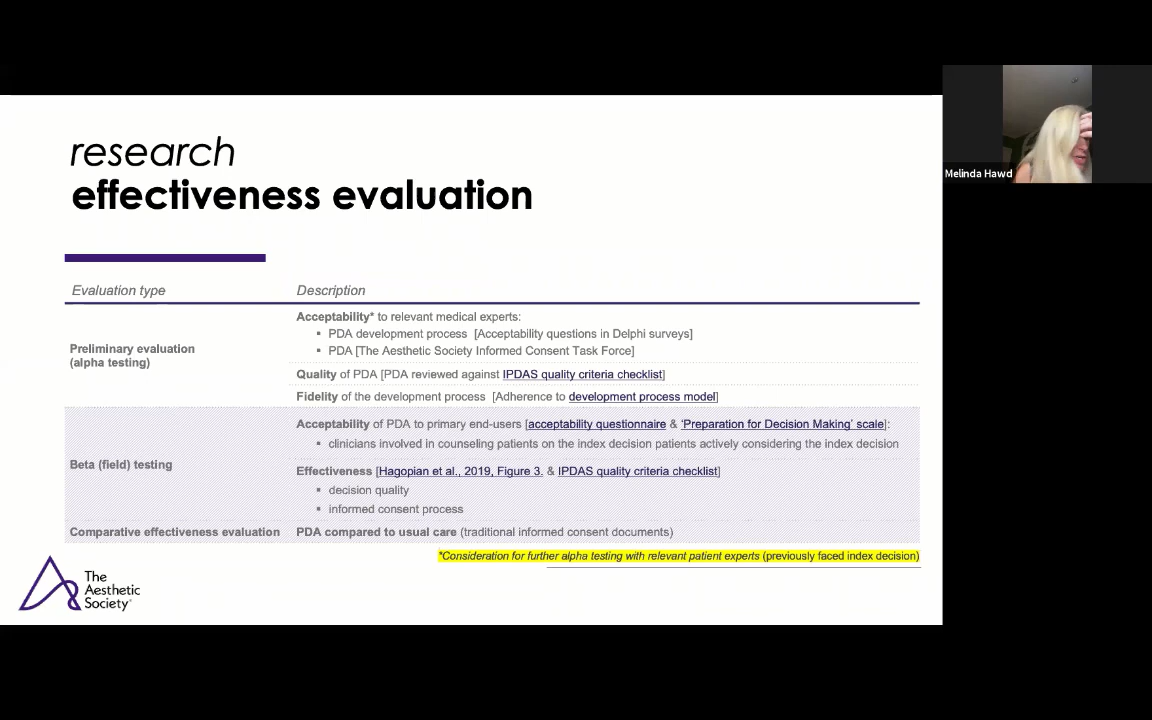 research
effectiveness evaluation
Melinda Hawd
Evaluation type
Description
Preliminary evaluation
(alpha testing)
Acceptability* to relevant medical experts:
▪ PDA development process [Acceptability questions in Delphi surveys]
▪ PDA [The Aesthetic Society Informed Consent Task Force]
Quality of PDA [PDA reviewed against IPDAS quality criteria checklist]
Fidelity of the development process [Adherence to development process model]
Beta (field) testing
Acceptability of PDA to primary end-users [acceptability questionnaire & 'Preparation for Decision Making' scale]:
▪ clinicians involved in counseling patients on the index decision patients actively considering the index decision
Effectiveness [Hagopian et al., 2019, Figure 3. & IPDAS quality criteria checklist]
▪ decision quality
▪ informed consent process
Comparative effectiveness evaluation
PDA compared to usual care (traditional informed consent documents)
*Consideration for further alpha testing with relevant patient experts (previously faced index decision)
The
Aesthetic
Society